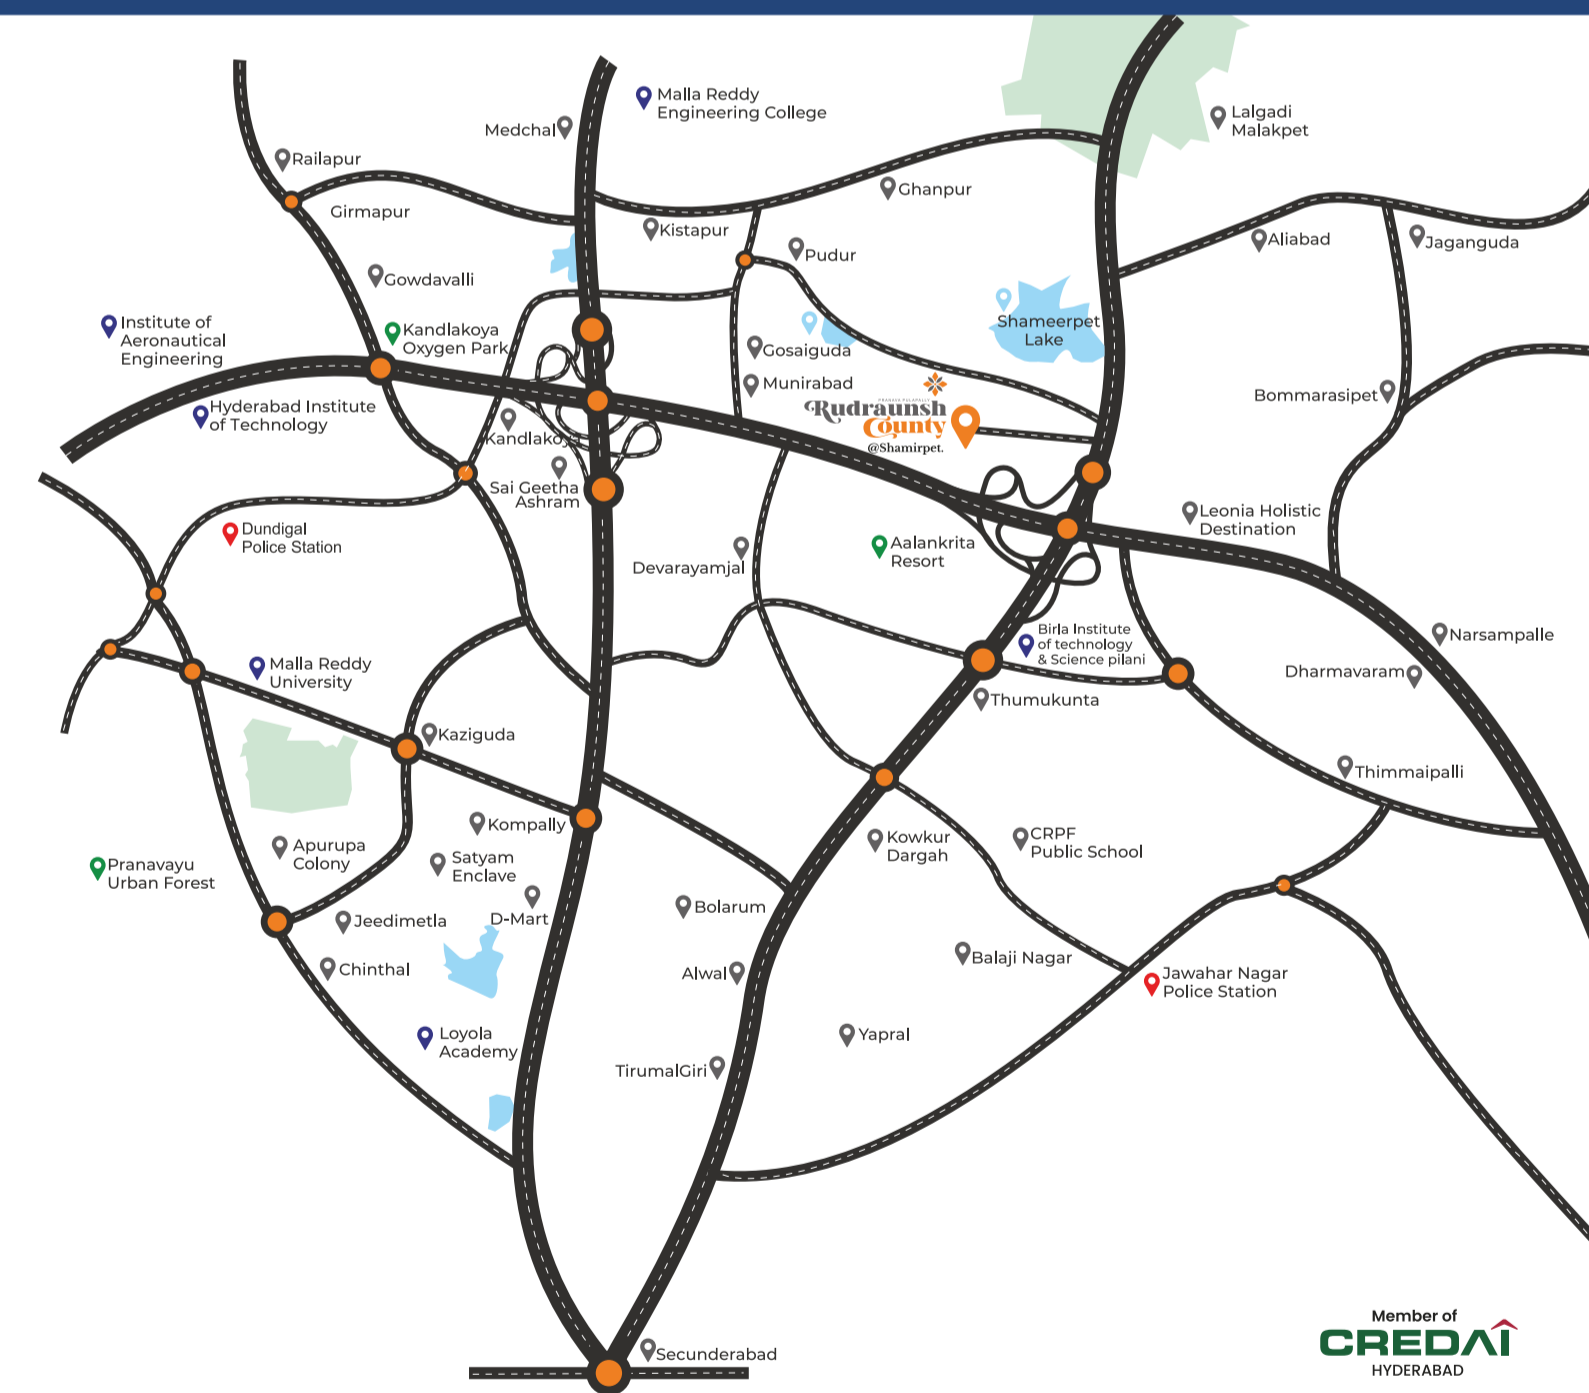 Malla Reddy
Engineering College
Medchal
Lalgadi
Malakpet
Railapur
Girmapur
Ghanpur
Kistapur
Pudur
Aliabad
Jaganguda
Gowdavalli
Institute of
Aeronautical
Engineering
Kandlakoya
Oxygen Park
Shameerpet
Lake
Gosaiguda
Munirabad
Bommarasipet
Rudraunsh
County
@Shamirpet.
Hyderabad Institute
of Technology
Kandlakoya
Sai Geetha
Ashram
Leonia Holistic
Destination
Dundigal
Police Station
Devarayamjal
Aalankrita
Resort
Birla Institute
of technology
& Science pilani
Narsampalle
Dharmavaram
Malla Reddy
University
Thumukunta
Kaziguda
Thimmaipalli
Kompally
Kowkur
Dargah
CRPF
Public School
Apurupa
Colony
Satyam
Enclave
Pranavayu
Urban Forest
D-Mart
Jeedimetla
Bolarum
Chinthal
Alwal
Balaji Nagar
Jawahar Nagar
Police Station
Loyola
Academy
Yapral
TirumalGiri
Secunderabad
Member of
CREDAI
HYDERABAD